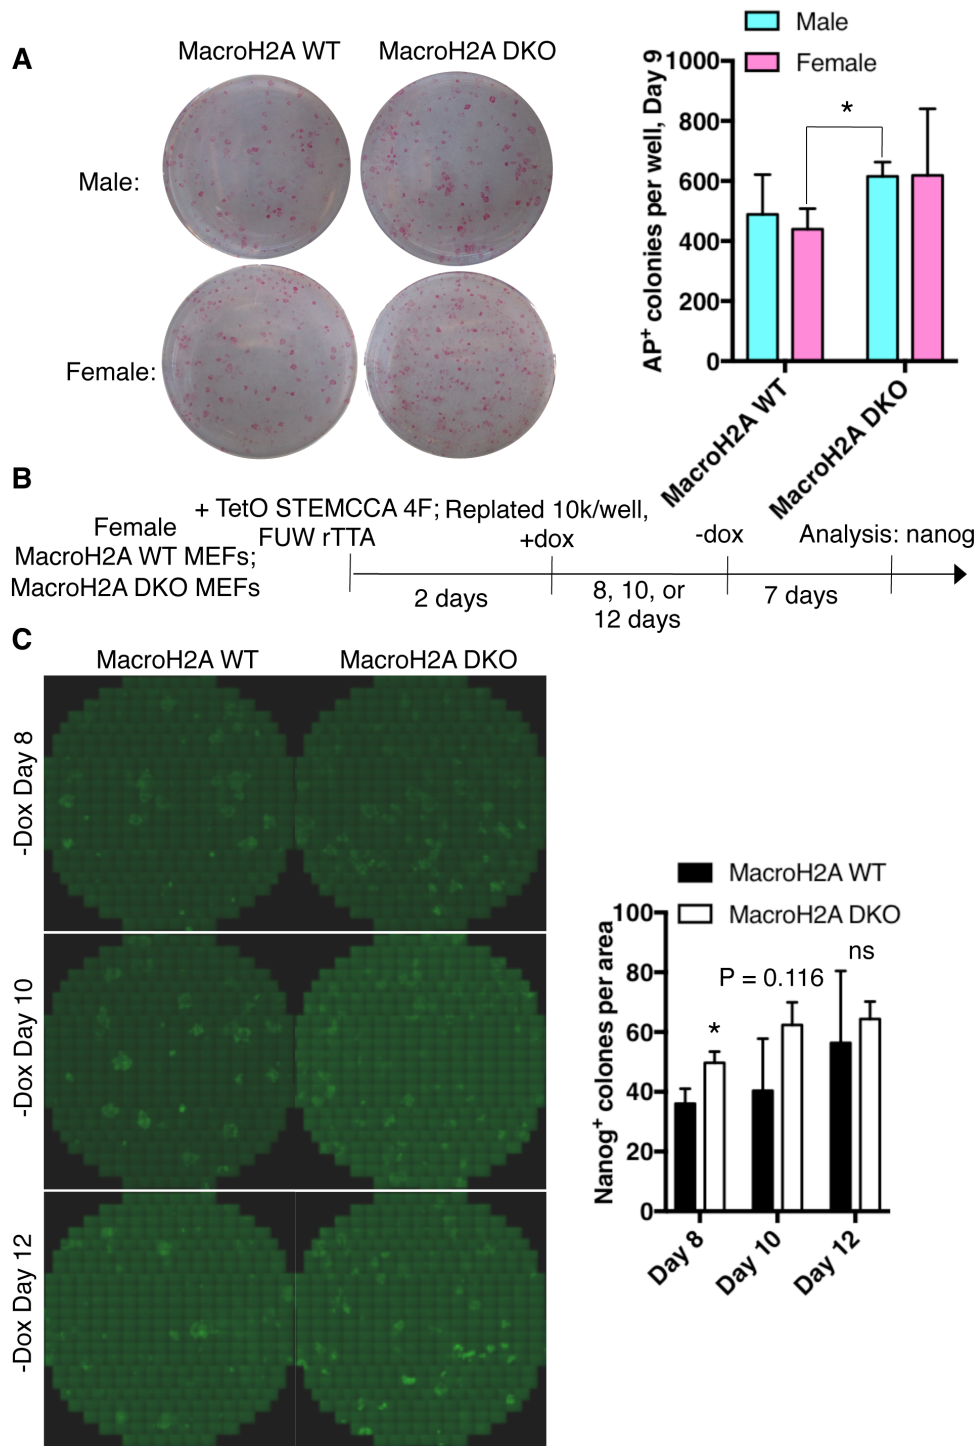 A
MacroH2A WT
MacroH2A DKO
Male:
Female:
Male
Female
AP+ colonies per well, Day 9
1000
800
600
400
200
0
*
MacroH2A WT
MacroH2A DKO
B
Female
MacroH2A WT MEFs;
MacroH2A DKO MEFs
+ TetO STEMCCA 4F;
FUW rTTA
Replated 10k/well,
+dox
-dox
Analysis: nanog
2 days
8, 10, or
12 days
7 days
C
MacroH2A WT
MacroH2A DKO
-Dox Day 8
-Dox Day 10
-Dox Day 12
MacroH2A WT
MacroH2A DKO
Nanog+ colones per area
100
80
60
40
20
0
*
P = 0.116
ns
Day 8
Day 10
Day 12